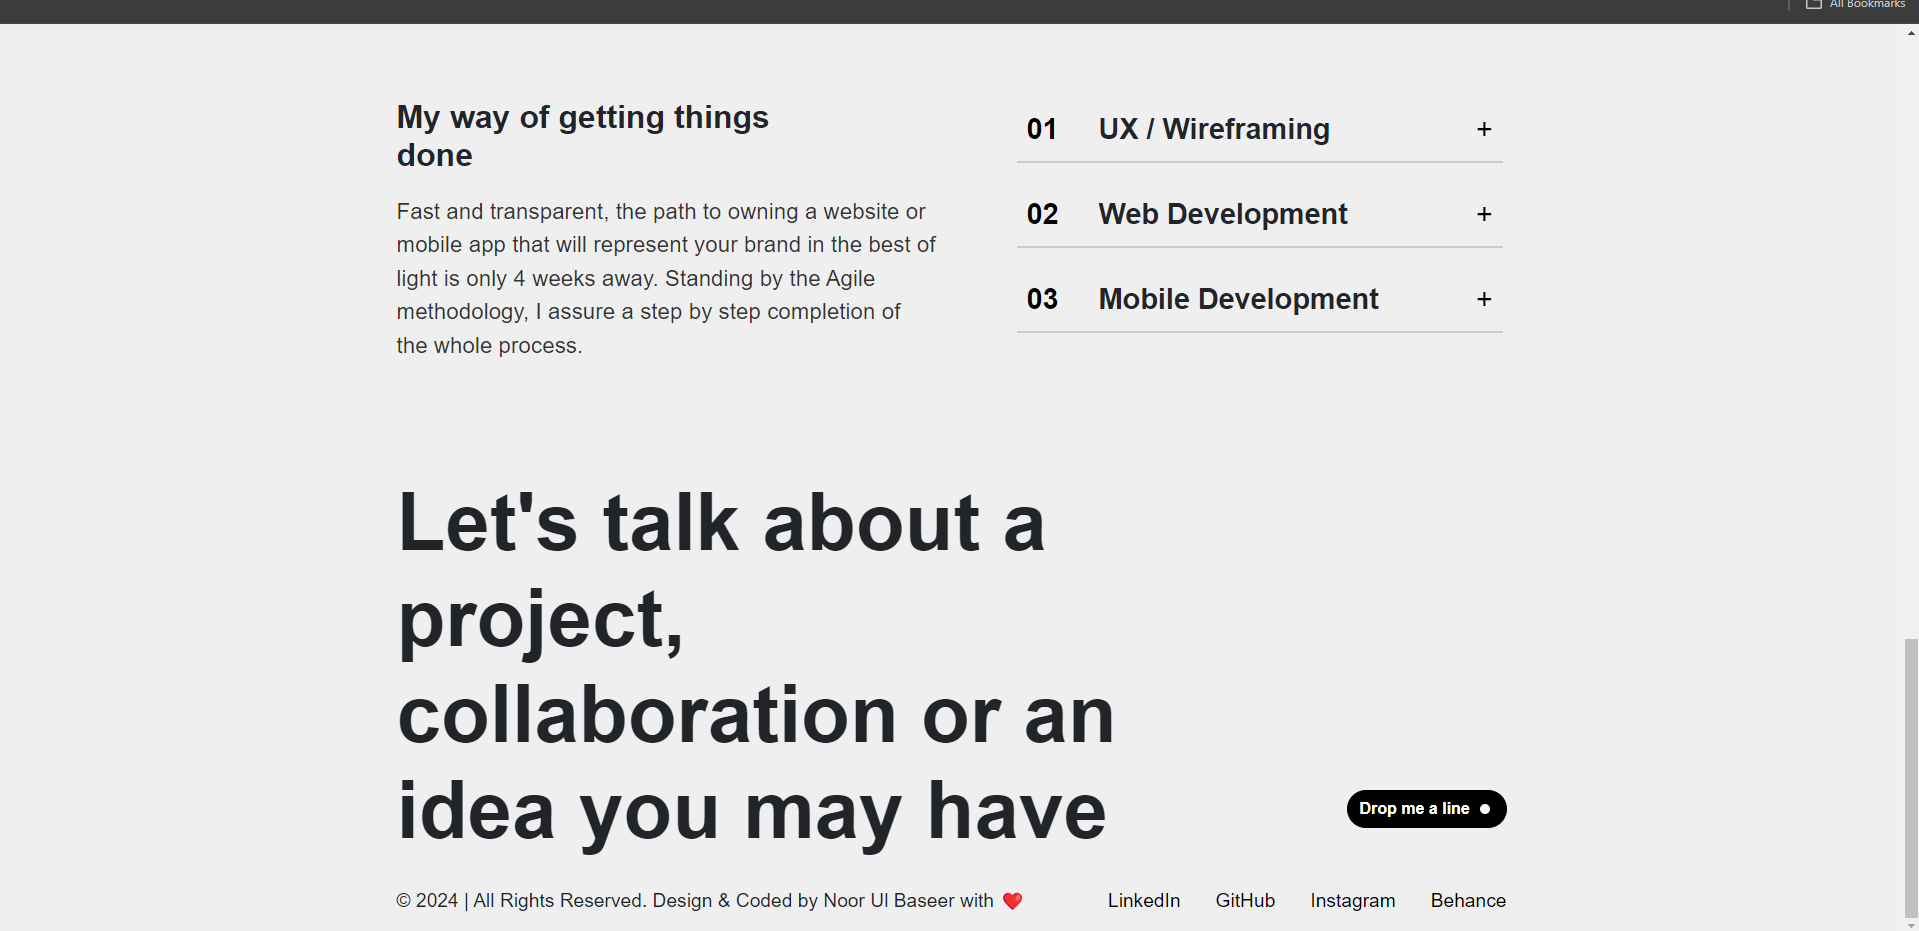 All Bookmarks
My way of getting things
done
Fast and transparent, the path to owning a website or
mobile app that will represent your brand in the best of
light is only 4 weeks away. Standing by the Agile
methodology, I assure a step by step completion of
the whole process.
01 UX / Wireframing +
02 Web Development +
03 Mobile Development +
Let's talk about a
project,
collaboration or an
idea you may have
Drop me a line
© 2024 | All Rights Reserved. Design & Coded by Noor Ul Baseer with ❤️
LinkedIn GitHub Instagram Behance